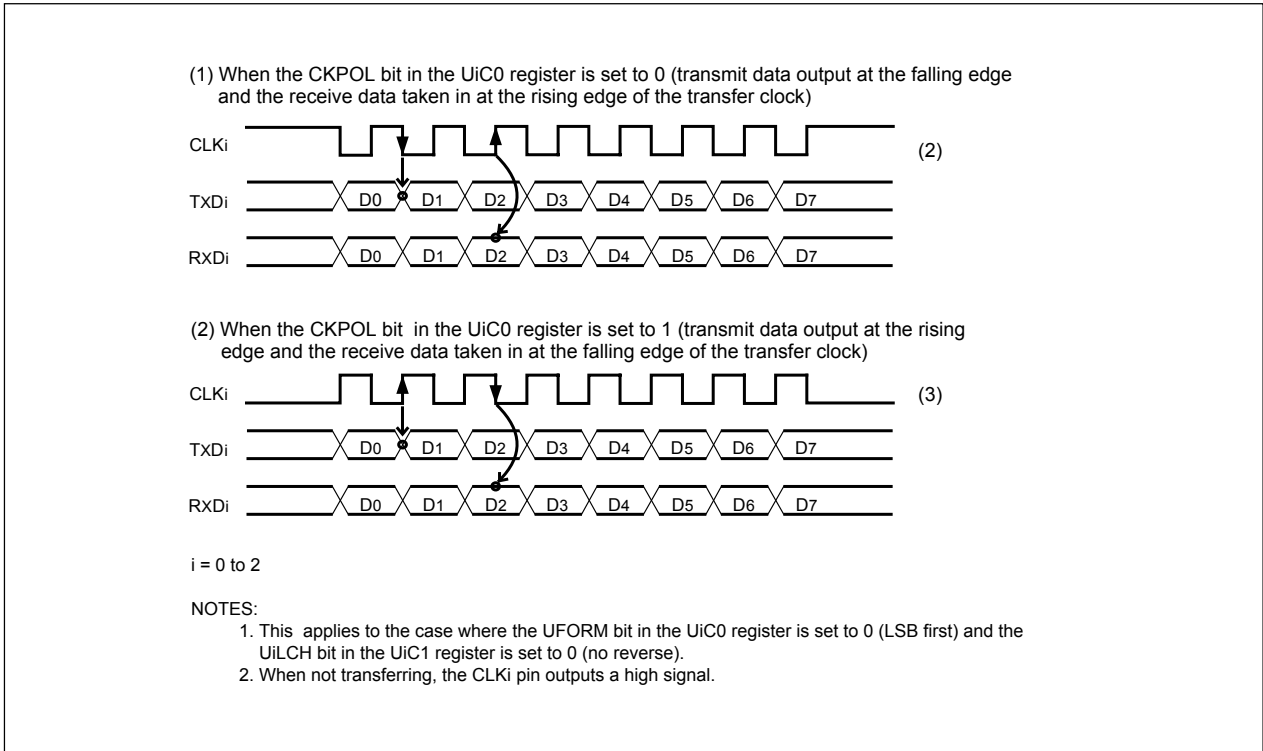 (1) When the CKPOL bit in the UiC0 register is set to 0 (transmit data output at the falling edge
and the receive data taken in at the rising edge of the transfer clock)
CLKi
(2)
TXDi D0 D1 D2 D3 D4 D5 D6 D7
RXDi D0 D1 D2 D3 D4 D5 D6 D7
(2) When the CKPOL bit in the UiC0 register is set to 1 (transmit data output at the rising
edge and the receive data taken in at the falling edge of the transfer clock)
CLKi
(3)
TXDi D0 D1 D2 D3 D4 D5 D6 D7
RXDi D0 D1 D2 D3 D4 D5 D6 D7
i = 0 to 2
NOTES:
1. This applies to the case where the UFORM bit in the UiC0 register is set to 0 (LSB first) and the
UiLCH bit in the UiC1 register is set to 0 (no reverse).
2. When not transferring, the CLKi pin outputs a high signal.